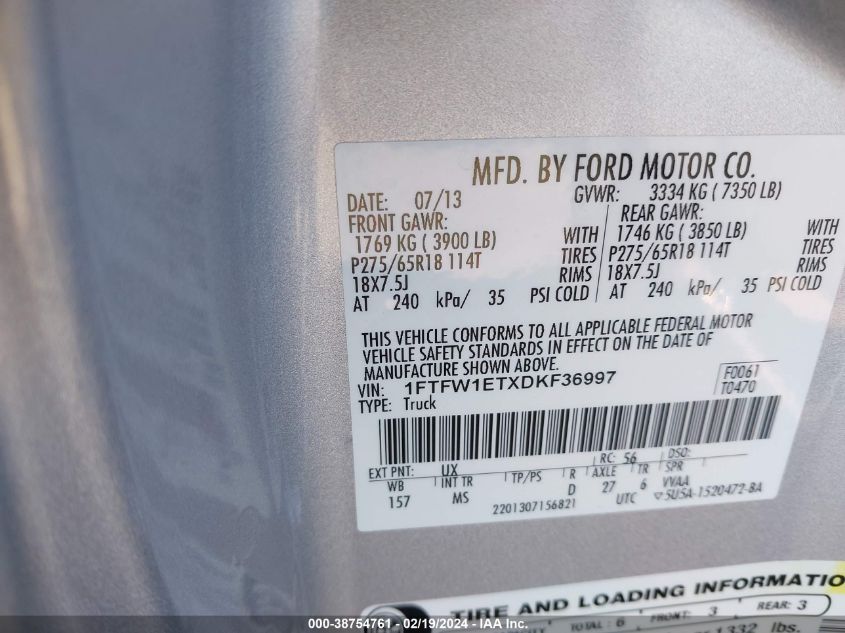 MFD. BY FORD MOTOR CO.
DATE: 07/13 GVWR: 3334 KG ( 7350 LB)
FRONT GAWR: REAR GAWR:
1769 KG ( 3900 LB) WITH 1746 KG ( 3850 LB) WITH
P275/65R18 114T TIRES P275/65R18 114T TIRES
18X7.5J RIMS 18X7.5J RIMS
AT 240 kPa/ 35 PSI COLD AT 240 kPa/ 35 PSI COLD
THIS VEHICLE CONFORMS TO ALL APPLICABLE FEDERAL MOTOR
VEHICLE SAFETY STANDARDS IN EFFECT ON THE DATE OF
MANUFACTURE SHOWN ABOVE.
VIN: 1FTFW1ETXDKF36997 F0061
TYPE: Truck T0470
EXT PNT: UX RC: 56 DSO:
WB INT TR TP/PS R AXLE TR SPR
157 MS D 27 6 VVAA
2201307156821 UTC ▽5U5A-1520472-BA
TIRE AND LOADING INFORMATIO
TOTAL : 6 FRONT: 3 REAR: 3
1332 lbs.
000-38754761 - 02/19/2024 - IAA Inc.